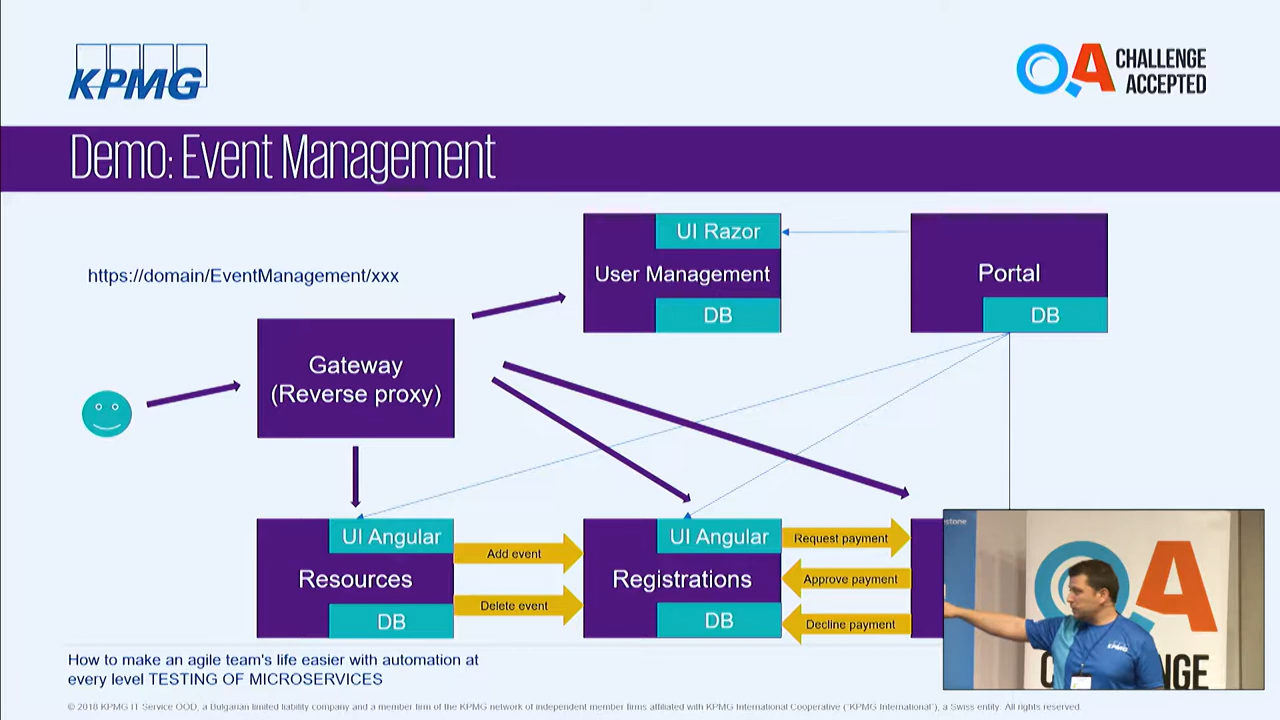 KPMG
QA CHALLENGE
ACCEPTED
Demo: Event Management
https://domain/EventManagement/xxx
UI Razor
User Management
DB
Portal
DB
Gateway
(Reverse proxy)
UI Angular
Resources
DB
Add event
Delete event
UI Angular
Registrations
DB
Request payment
Approve payment
Decline payment
QA
KPMG
How to make an agile team's life easier with automation at
every level TESTING OF MICROSERVICES
© 2018 KPMG IT Service OOD, a Bulgarian limited liability company and a member firm of the KPMG network of independent member firms affiliated with KPMG International Cooperative ("KPMG International"), a Swiss entity. All rights reserved.